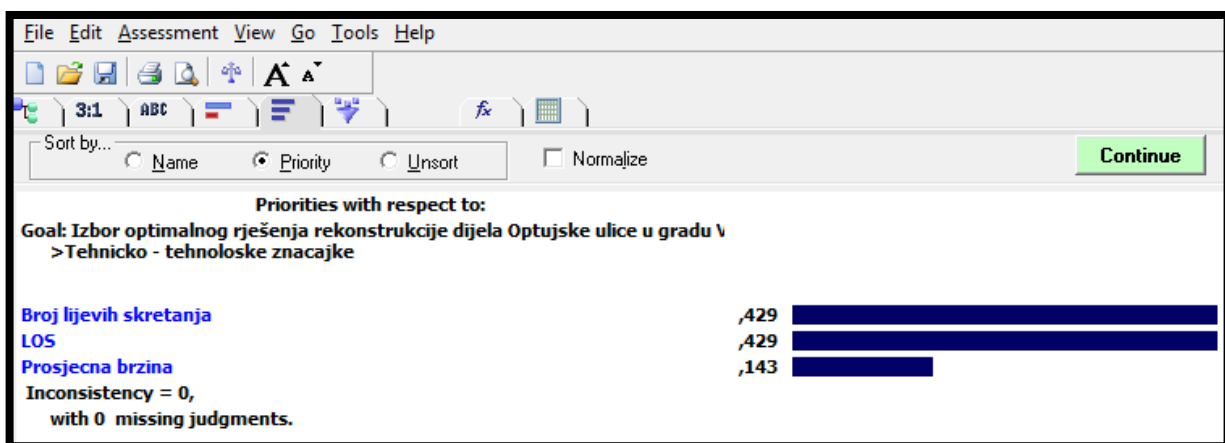 File Edit Assessment View Go Tools Help
A A
3:1 ABC fx
Sort by...
Name Priority Unsort Normalize Continue
Priorities with respect to:
Goal: Izbor optimalnog rješenja rekonstrukcije dijela Optujske ulice u gradu V
>Tehnicko - tehnoloske znacajke
Broj lijevih skretanja ,429
LOS ,429
Prosjecna brzina ,143
Inconsistency = 0,
with 0 missing judgments.